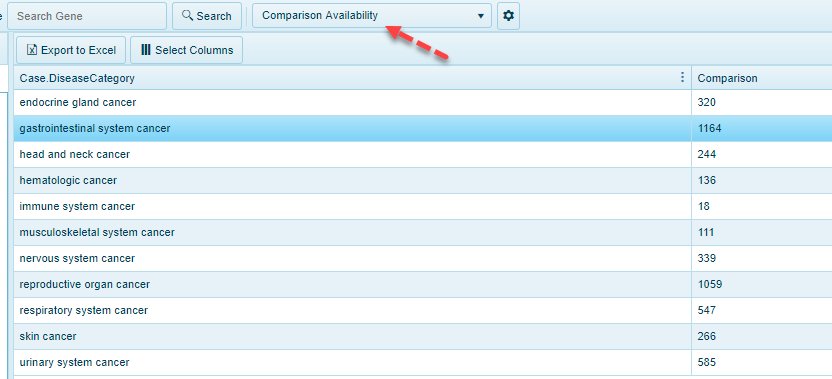 e Search Gene Search Comparison Availability
Export to Excel Select Columns
Case.DiseaseCategory Comparison
endocrine gland cancer 320
gastrointestinal system cancer 1164
head and neck cancer 244
hematologic cancer 136
immune system cancer 18
musculoskeletal system cancer 111
nervous system cancer 339
reproductive organ cancer 1059
respiratory system cancer 547
skin cancer 266
urinary system cancer 585